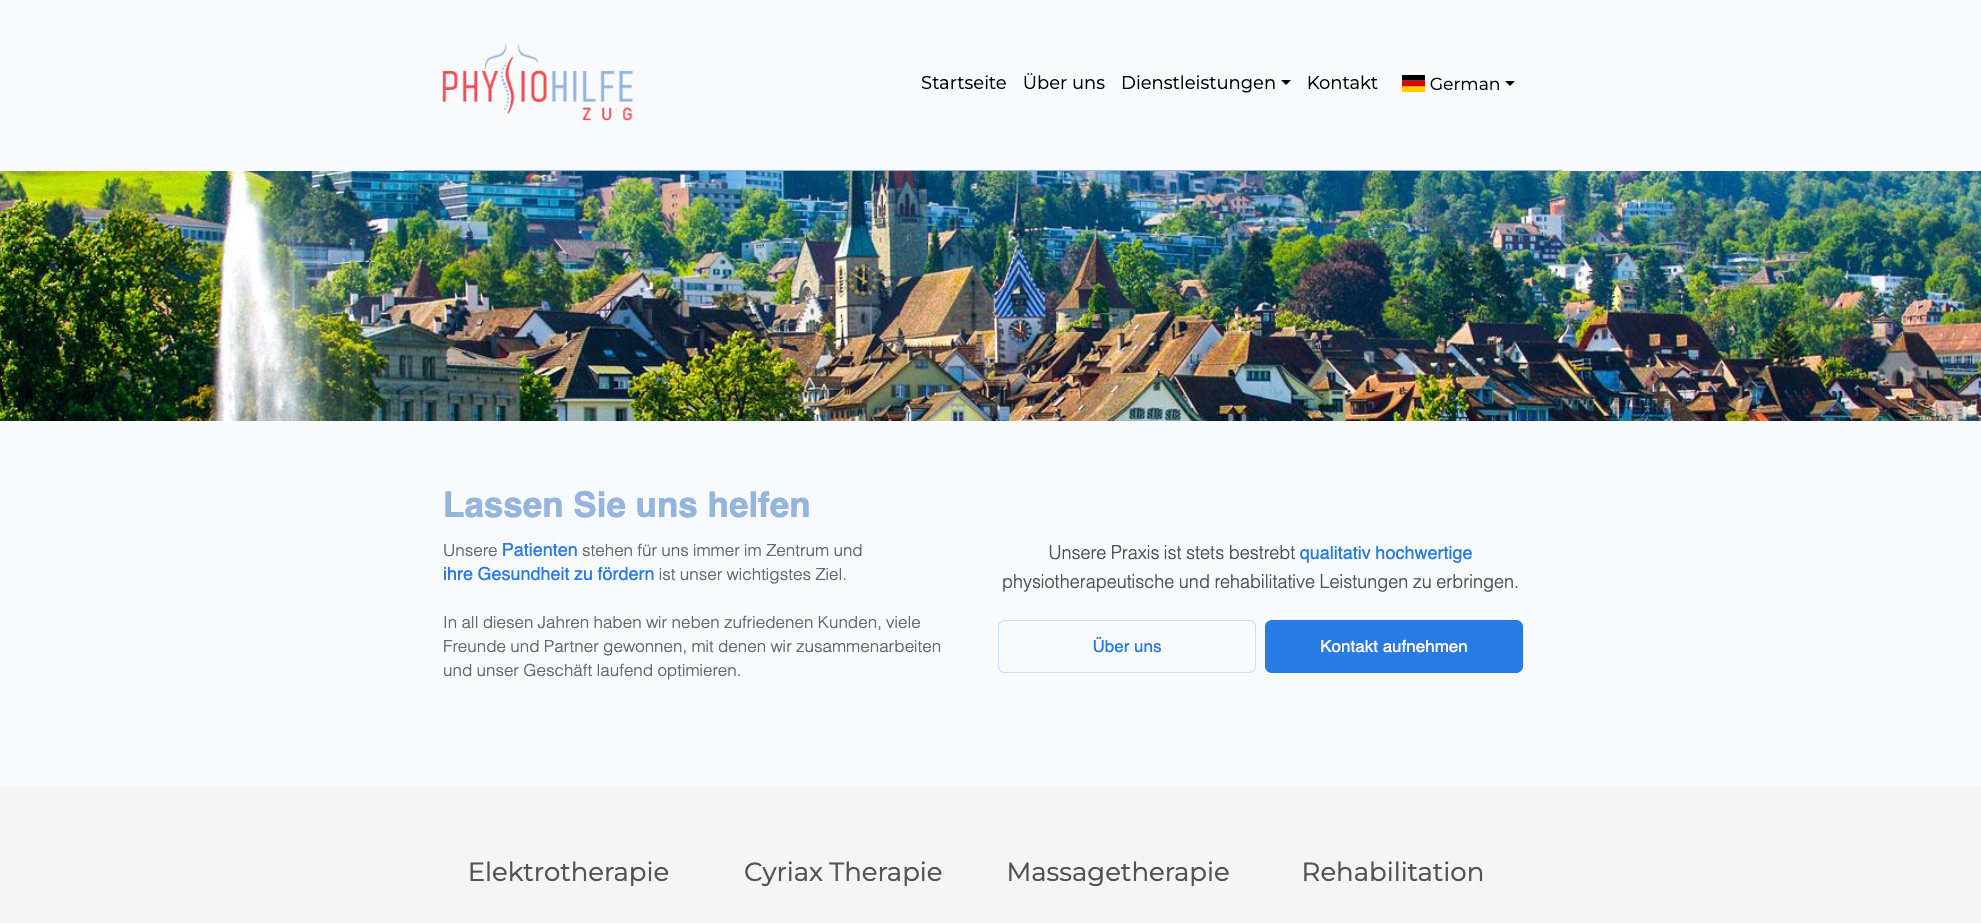 PHYSIOHILFE
ZUG
Startseite Über uns Dienstleistungen Kontakt German
Lassen Sie uns helfen
Unsere Patienten stehen für uns immer im Zentrum und
ihre Gesundheit zu fördern ist unser wichtigstes Ziel.
In all diesen Jahren haben wir neben zufriedenen Kunden, viele
Freunde und Partner gewonnen, mit denen wir zusammenarbeiten
und unser Geschäft laufend optimieren.
Unsere Praxis ist stets bestrebt qualitativ hochwertige
physiotherapeutische und rehabilitative Leistungen zu erbringen.
Über uns
Kontakt aufnehmen
Elektrotherapie
Cyriax Therapie
Massagetherapie
Rehabilitation